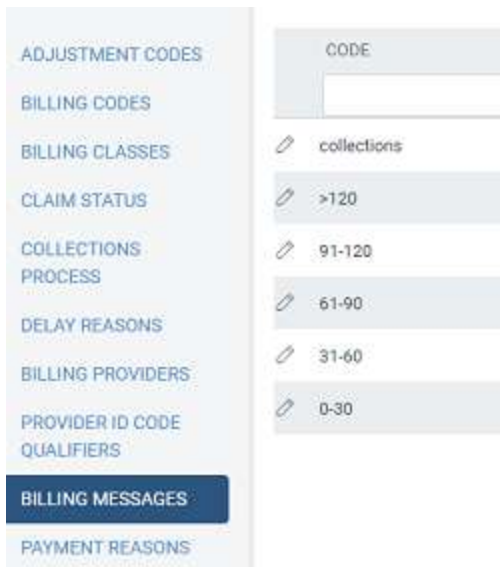 ADJUSTMENT CODES
BILLING CODES
BILLING CLASSES
CLAIM STATUS
COLLECTIONS
PROCESS
DELAY REASONS
BILLING PROVIDERS
PROVIDER ID CODE
QUALIFIERS
BILLING MESSAGES
PAYMENT REASONS
CODE
collections
>120
91-120
61-90
31-60
0-30